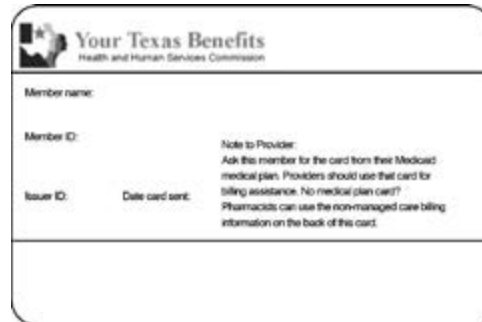 Your Texas Benefits
Health and Human Services Commission
Member name:
Member ID:
Note to Provider:
Ask this member for the card from their Medicaid
medical plan. Providers should use that card for
billing assistance. No medical plan card?
Issuer ID:
Date card sent:
Pharmacists can use the non-managed care billing
information on the back of this card.